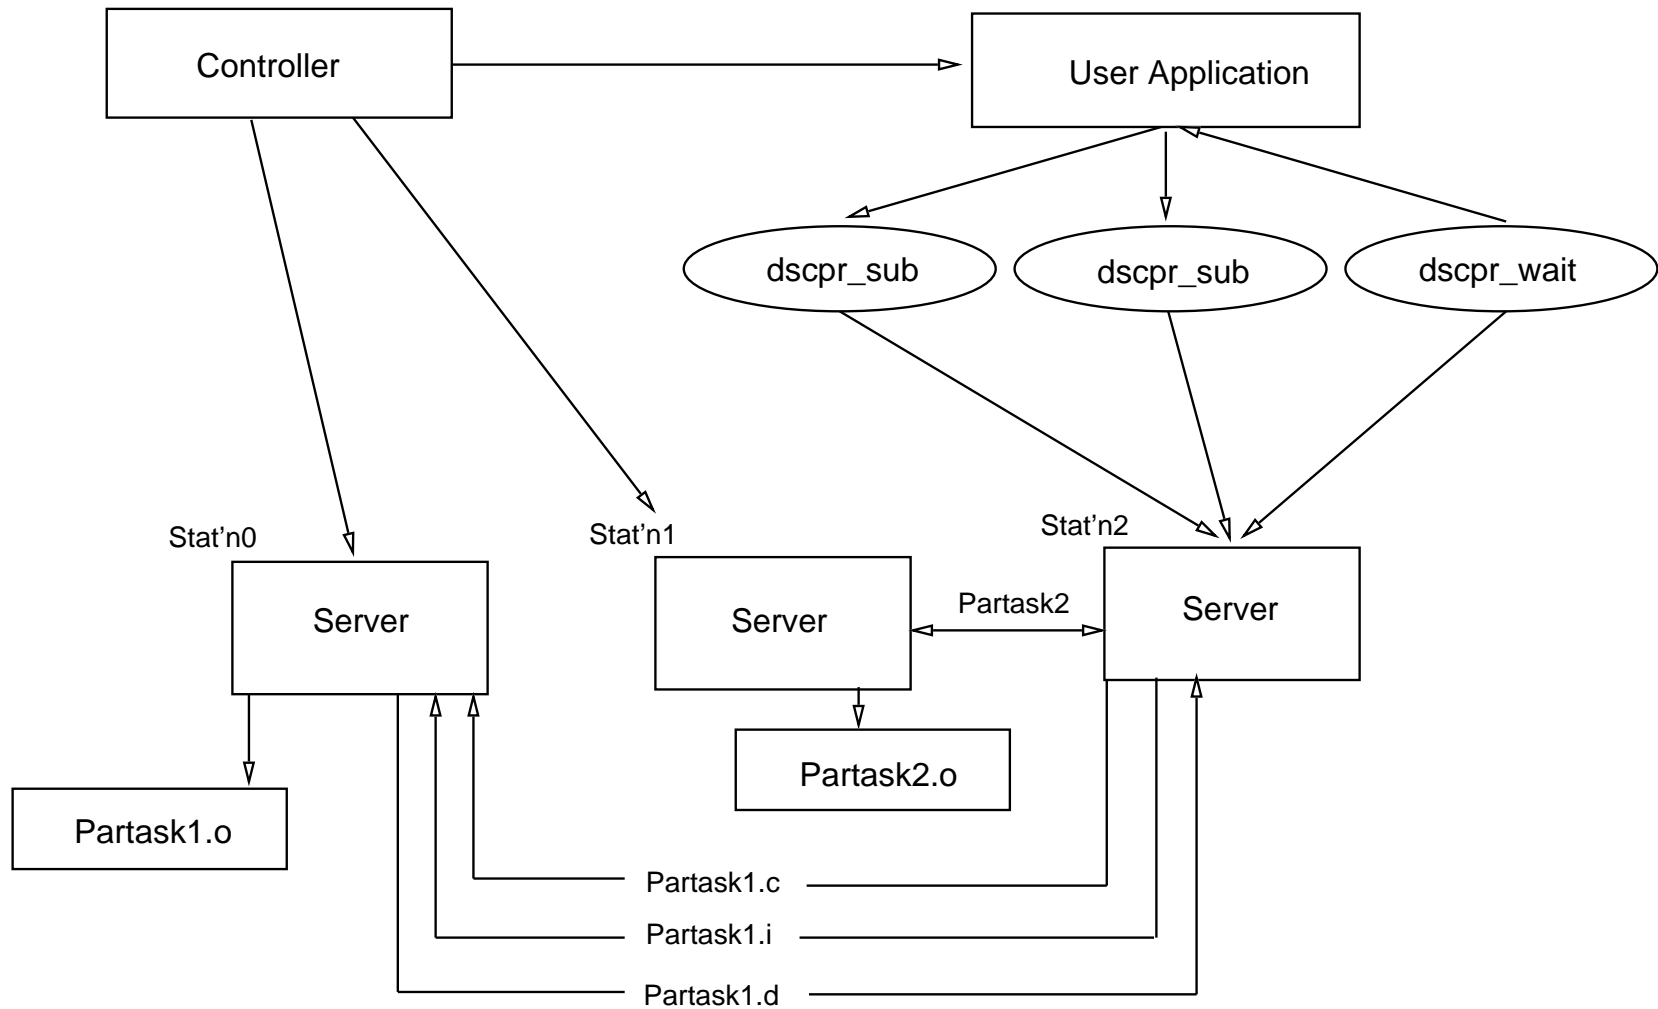 Controller
User Application
dscpr_sub
dscpr_sub
dscpr_wait
Stat'n0
Stat'n1
Stat'n2
Server
Server
Partask2
Server
Partask1.o
Partask2.o
Partask1.c
Partask1.i
Partask1.d